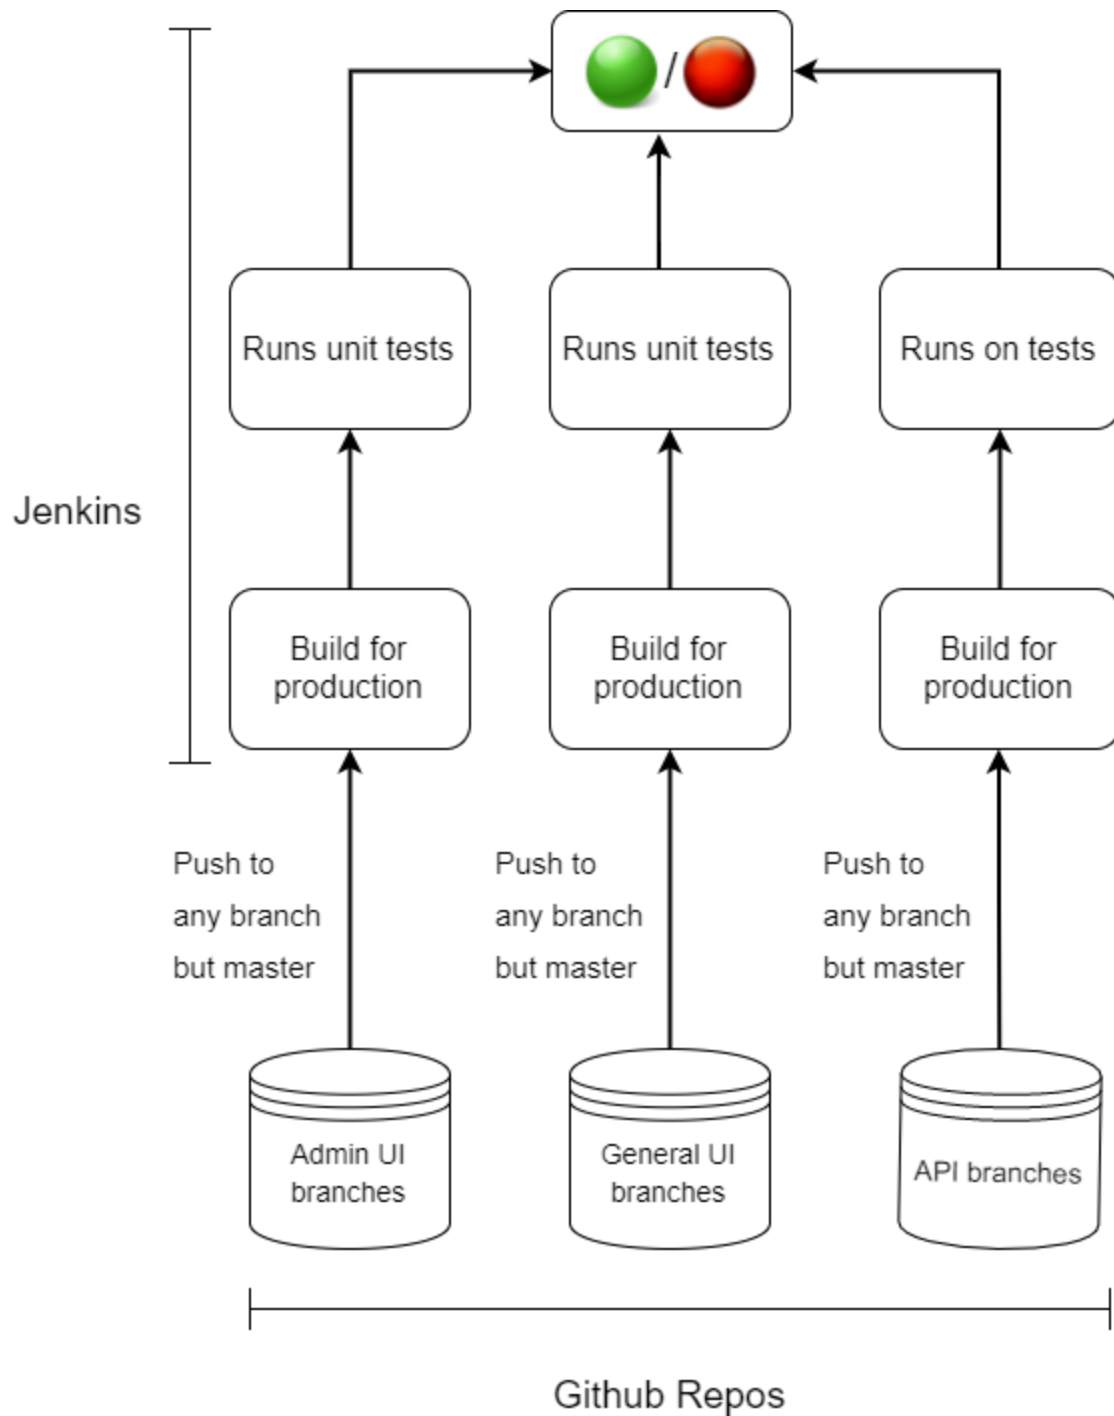 /
Runs unit tests
Runs unit tests
Runs on tests
Jenkins
Build for
production
Build for
production
Build for
production
Push to
any branch
but master
Push to
any branch
but master
Push to
any branch
but master
Admin UI
branches
General UI
branches
API branches
Github Repos